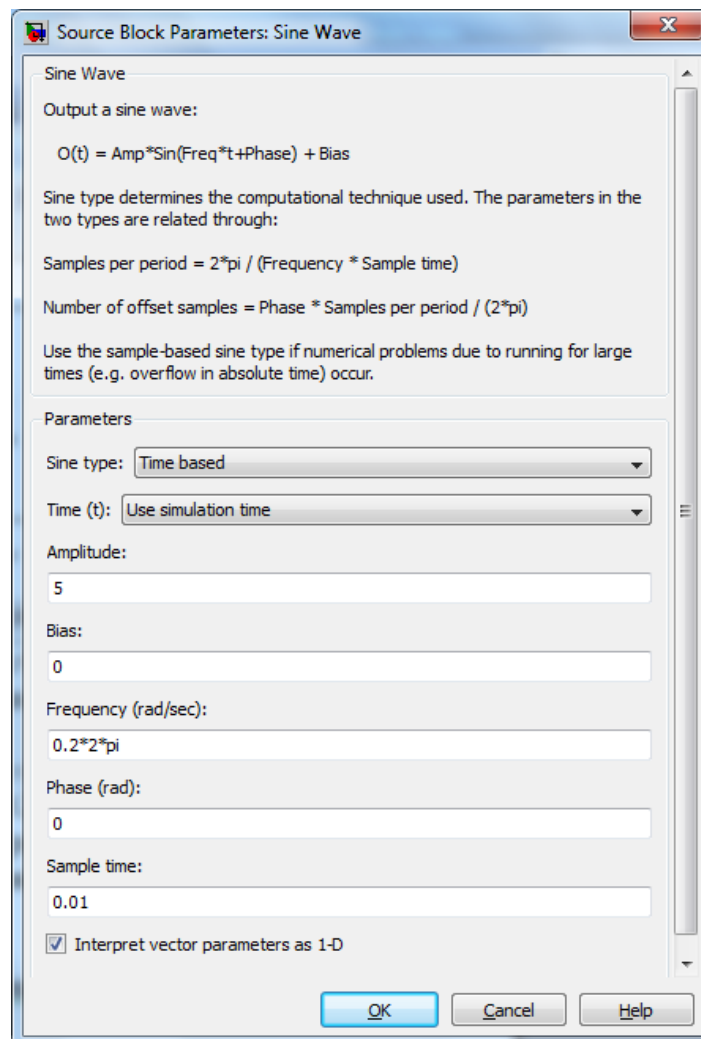 Source Block Parameters: Sine Wave
Sine Wave
Output a sine wave:
O(t) = Amp*Sin(Freq*t+Phase) + Bias
Sine type determines the computational technique used. The parameters in the
two types are related through:
Samples per period = 2*pi / (Frequency * Sample time)
Number of offset samples = Phase * Samples per period / (2*pi)
Use the sample-based sine type if numerical problems due to running for large
times (e.g. overflow in absolute time) occur.
Parameters
Sine type: Time based
Time (t): Use simulation time
Amplitude:
5
Bias:
0
Frequency (rad/sec):
0.2*2*pi
Phase (rad):
0
Sample time:
0.01
Interpret vector parameters as 1-D
OK Cancel Help